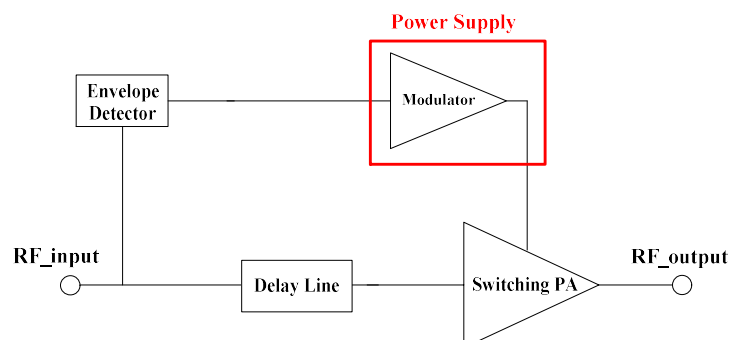 Power Supply
Envelope
Detector
Modulator
RF_input
RF_output
Delay Line
Switching PA